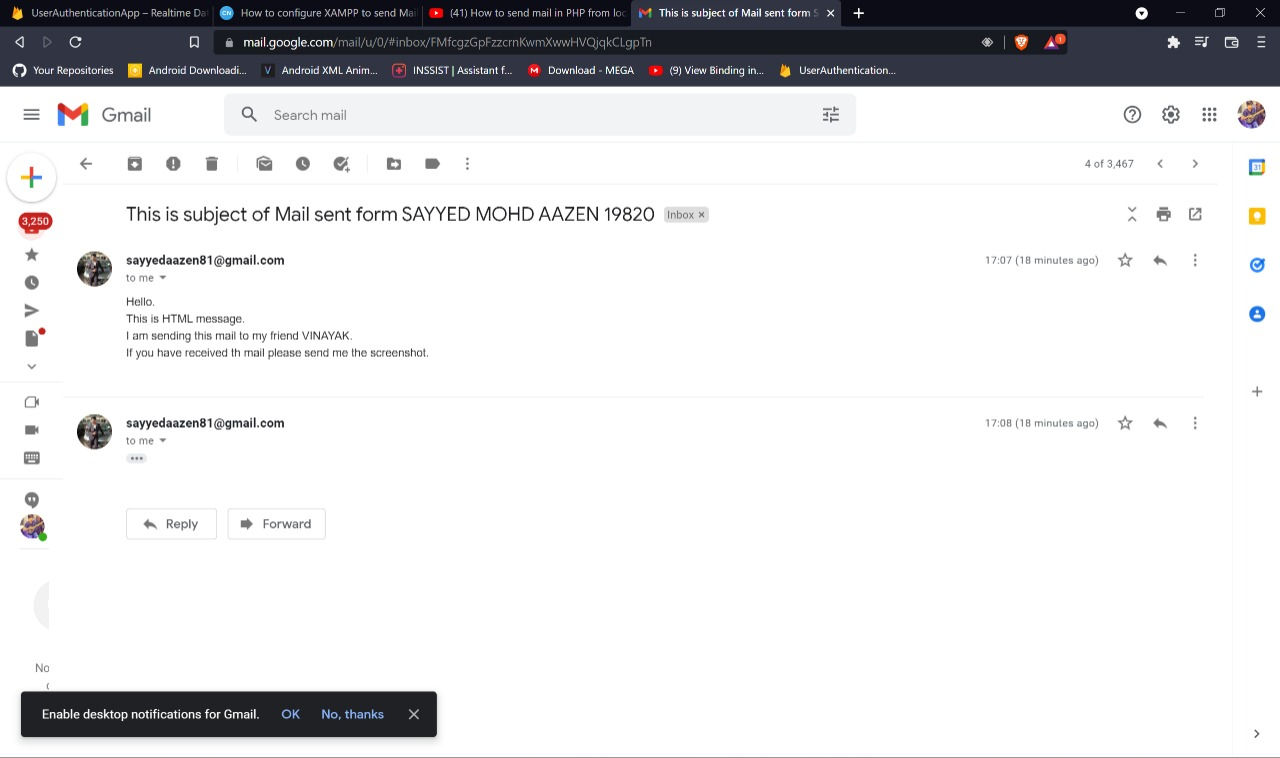 UserAuthenticationApp – Realtime Da
How to configure XAMPP to send Mai
(41) How to send mail in PHP from loc
This is subject of Mail sent form S
mail.google.com/mail/u/0/#inbox/FMfcgzGpFzzcrnKwmXwwHVQjqkCLgpTn
1
Your Repositories
Android Downloadi...
Android XML Anim...
INSSIST | Assistant f...
Download - MEGA
(9) View Binding in...
UserAuthentication...
Gmail
Search mail
4 of 3,467
31
3,250
This is subject of Mail sent form SAYYED MOHD AAZEN 19820
Inbox ×
sayyedaazen81@gmail.com
17:07 (18 minutes ago)
to me
Hello.
This is HTML message.
I am sending this mail to my friend VINAYAK.
If you have received th mail please send me the screenshot.
sayyedaazen81@gmail.com
17:08 (18 minutes ago)
to me
Reply
Forward
No
Enable desktop notifications for Gmail.
OK
No, thanks